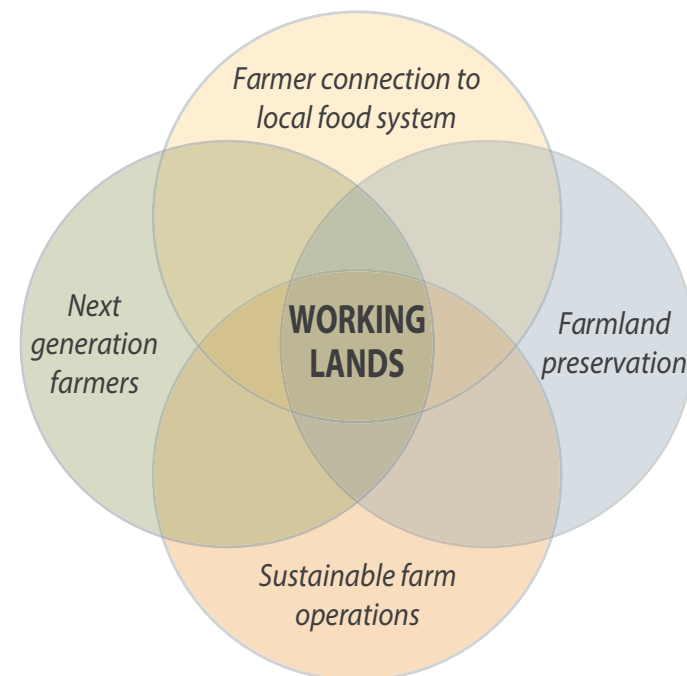 Farmer connection to
local food system
Next
generation
farmers
WORKING
LANDS
Farmland
preservation
Sustainable farm
operations